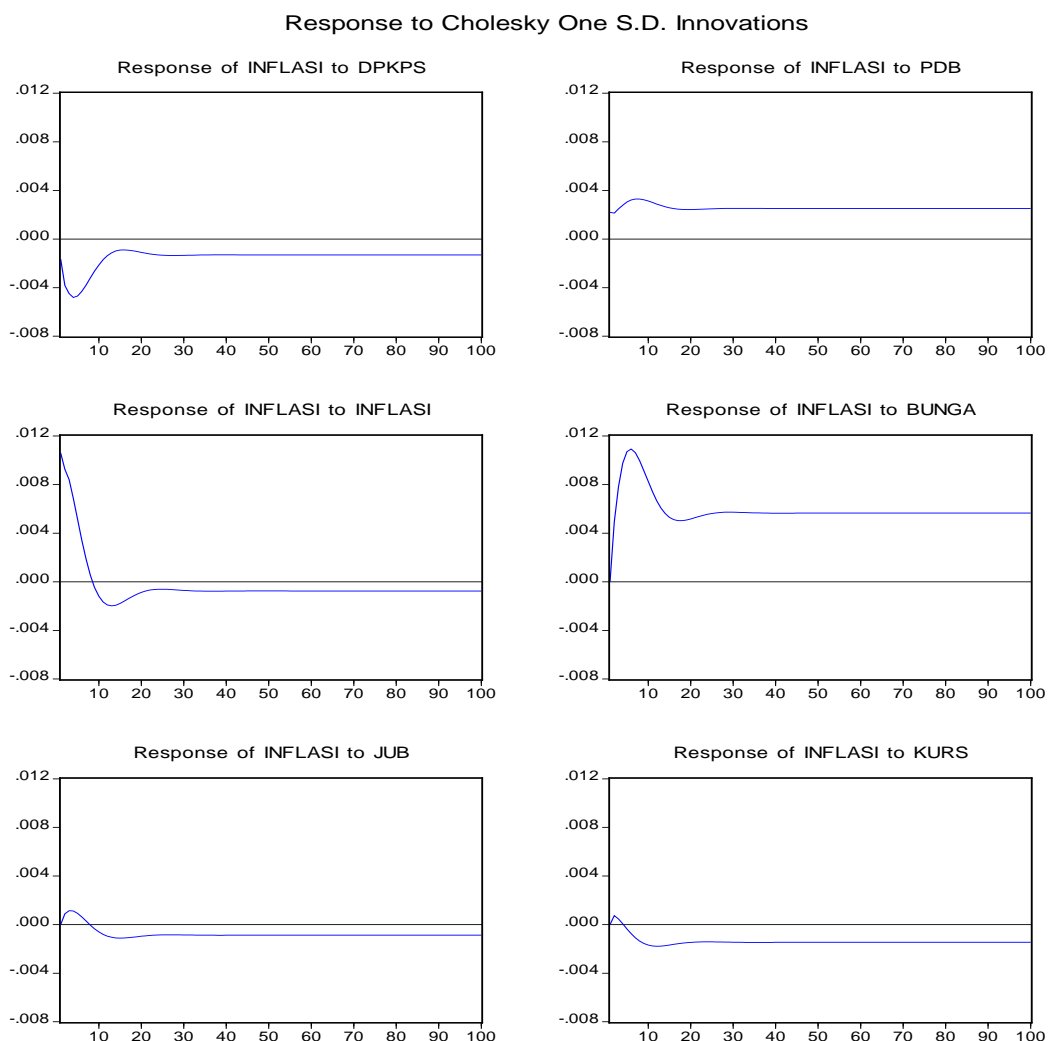 Response to Cholesky One S.D. Innovations
Response of INFLASI to DPKPS
.012
.008
.004
.000
-.004
-.008
10 20 30 40 50 60 70 80 90 100
Response of INFLASI to PDB
.012
.008
.004
.000
-.004
-.008
10 20 30 40 50 60 70 80 90 100
Response of INFLASI to INFLASI
.012
.008
.004
.000
-.004
-.008
10 20 30 40 50 60 70 80 90 100
Response of INFLASI to BUNGA
.012
.008
.004
.000
-.004
-.008
10 20 30 40 50 60 70 80 90 100
Response of INFLASI to JUB
.012
.008
.004
.000
-.004
-.008
10 20 30 40 50 60 70 80 90 100
Response of INFLASI to KURS
.012
.008
.004
.000
-.004
-.008
10 20 30 40 50 60 70 80 90 100